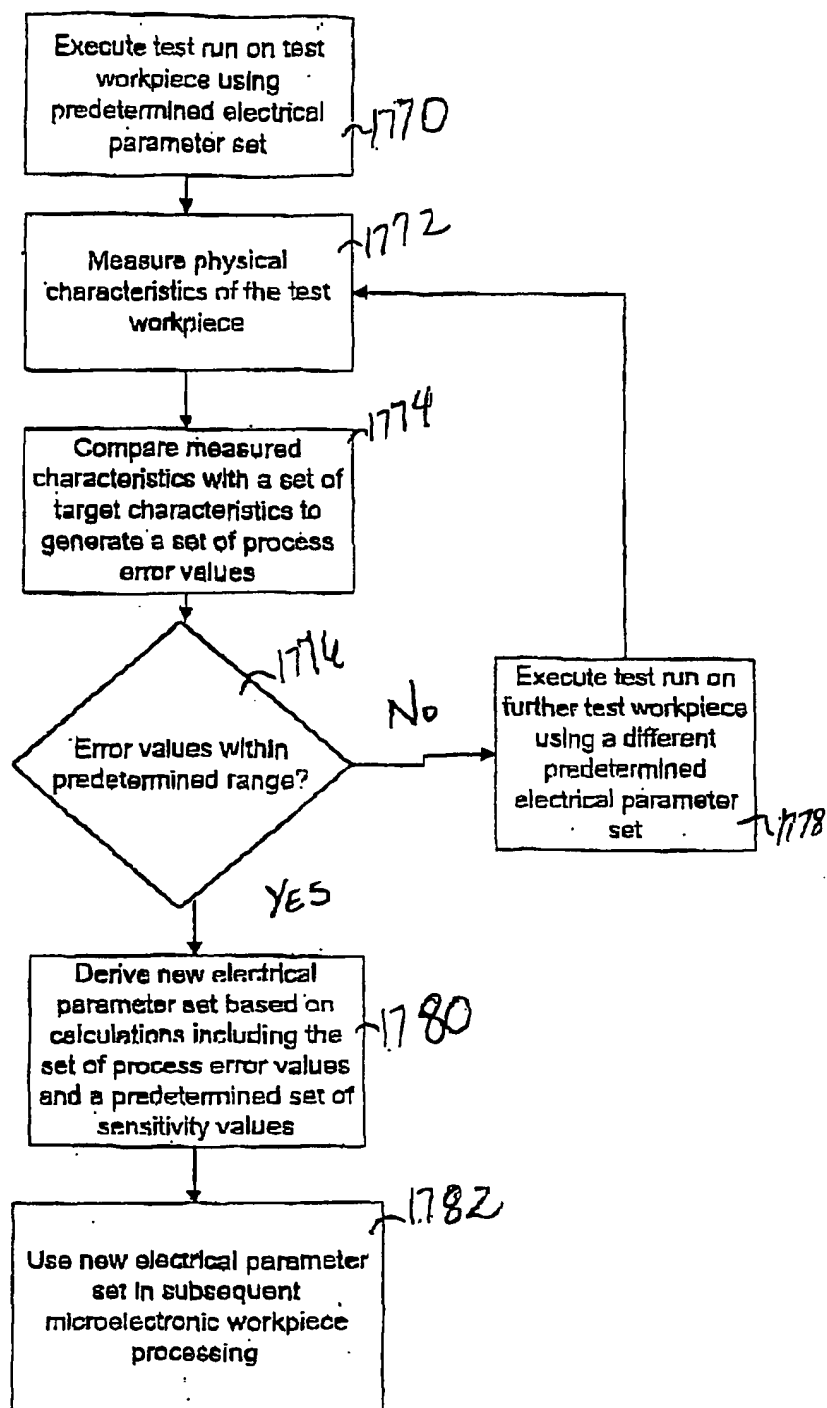 Execute test run on test
workpiece using
predetermined electrical
parameter set
1770
1772
Measure physical
characteristics of the test
workpiece
1774
Compare measured
characteristics with a set of
target characteristics to
generate a set of process
error values
1776
Error values within
predetermined range?
No
Execute test run on
further test workpiece
using a different
predetermined
electrical parameter
set
1778
YES
Derive new electrical
parameter set based on
calculations including the
set of process error values
and a predetermined set of
sensitivity values
1780
1782
Use new electrical parameter
set in subsequent
microelectronic workpiece
processing